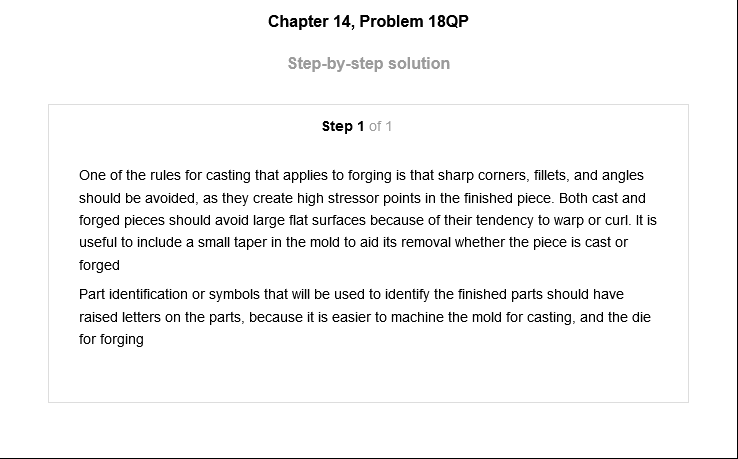 Chapter 14, Problem 18QP
Step-by-step solution
Step 1 of 1
One of the rules for casting that applies to forging is that sharp corners, fillets, and angles
should be avoided, as they create high stressor points in the finished piece. Both cast and
forged pieces should avoid large flat surfaces because of their tendency to warp or curl. It is
useful to include a small taper in the mold to aid its removal whether the piece is cast or
forged
Part identification or symbols that will be used to identify the finished parts should have
raised letters on the parts, because it is easier to machine the mold for casting, and the die
for forging